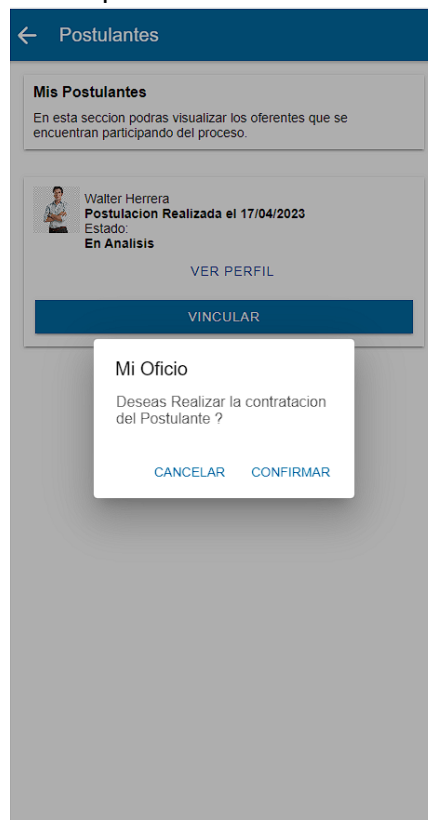 Postulantes
Mis Postulantes
En esta seccion podras visualizar los oferentes que se
encuentran participando del proceso.
Walter Herrera
Postulacion Realizada el 17/04/2023
Estado:
En Analisis
VER PERFIL
VINCULAR
Mi Oficio
Deseas Realizar la contratacion
del Postulante ?
CANCELAR CONFIRMAR